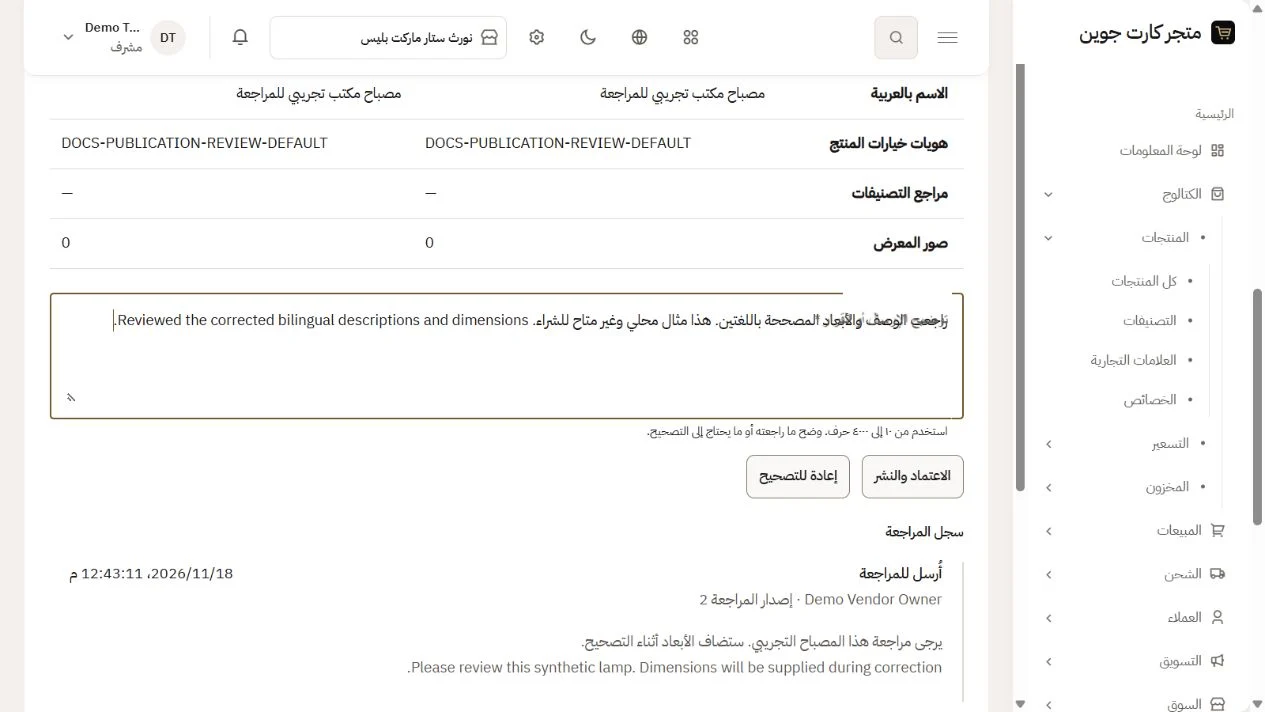 متجر كارت جوين
نورث ستار ماركت بليس
Demo T...
مشرف
DT
الرئيسية
لوحة المعلومات
الكتالوج
المنتجات
كل المنتجات
التصنيفات
العلامات التجارية
الخصائص
التسعير
المخزون
المبيعات
الشحن
العملاء
التسويق
السوق
الاسم بالعربية مصباح مكتب تجريبي للمراجعة مصباح مكتب تجريبي للمراجعة
هويات خيارات المنتج DOCS-PUBLICATION-REVIEW-DEFAULT DOCS-PUBLICATION-REVIEW-DEFAULT
مراجع التصنيفات — —
صور المعرض 0 0
راجعت الوصف والأبعاد المصححة باللغتين. هذا مثال محلي وغير متاح للشراء. Reviewed the corrected bilingual descriptions and dimensions.
استخدم من ١٠ إلى ٤٠٠٠ حرف. وضح ما راجعته أو ما يحتاج إلى التصحيح.
الاعتماد والنشر إعادة للتصحيح
سجل المراجعة
أُرسل للمراجعة 2026/11/18، 12:43:11 م
Demo Vendor Owner · إصدار المراجعة 2
يرجى مراجعة هذا المصباح التجريبي. ستضاف الأبعاد أثناء التصحيح.
Please review this synthetic lamp. Dimensions will be supplied during correction.